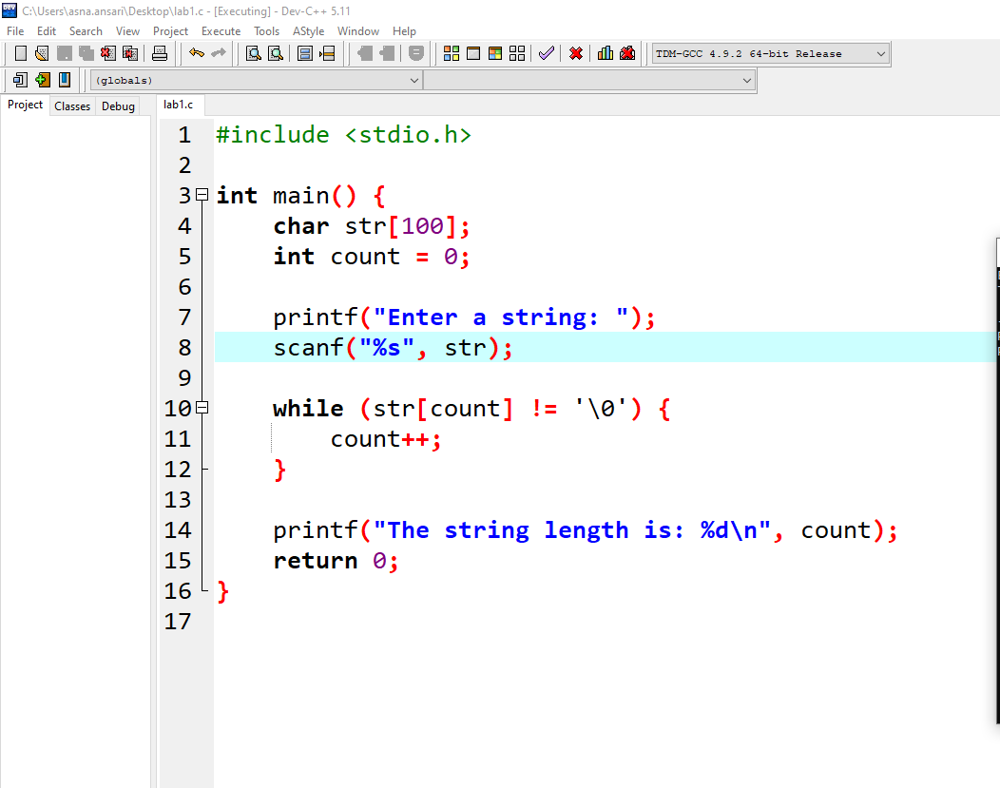 C:\Users\asna.ansari\Desktop\lab1.c - [Executing] - Dev-C++ 5.11
File Edit Search View Project Execute Tools AStyle Window Help
TDM-GCC 4.9.2 64-bit Release
(globals)
Project Classes Debug lab1.c
1 #include <stdio.h>
2
3 int main() {
4     char str[100];
5     int count = 0;
6
7     printf("Enter a string: ");
8     scanf("%s", str);
9
10     while (str[count] != '\0') {
11         count++;
12     }
13
14     printf("The string length is: %d\n", count);
15     return 0;
16 }
17